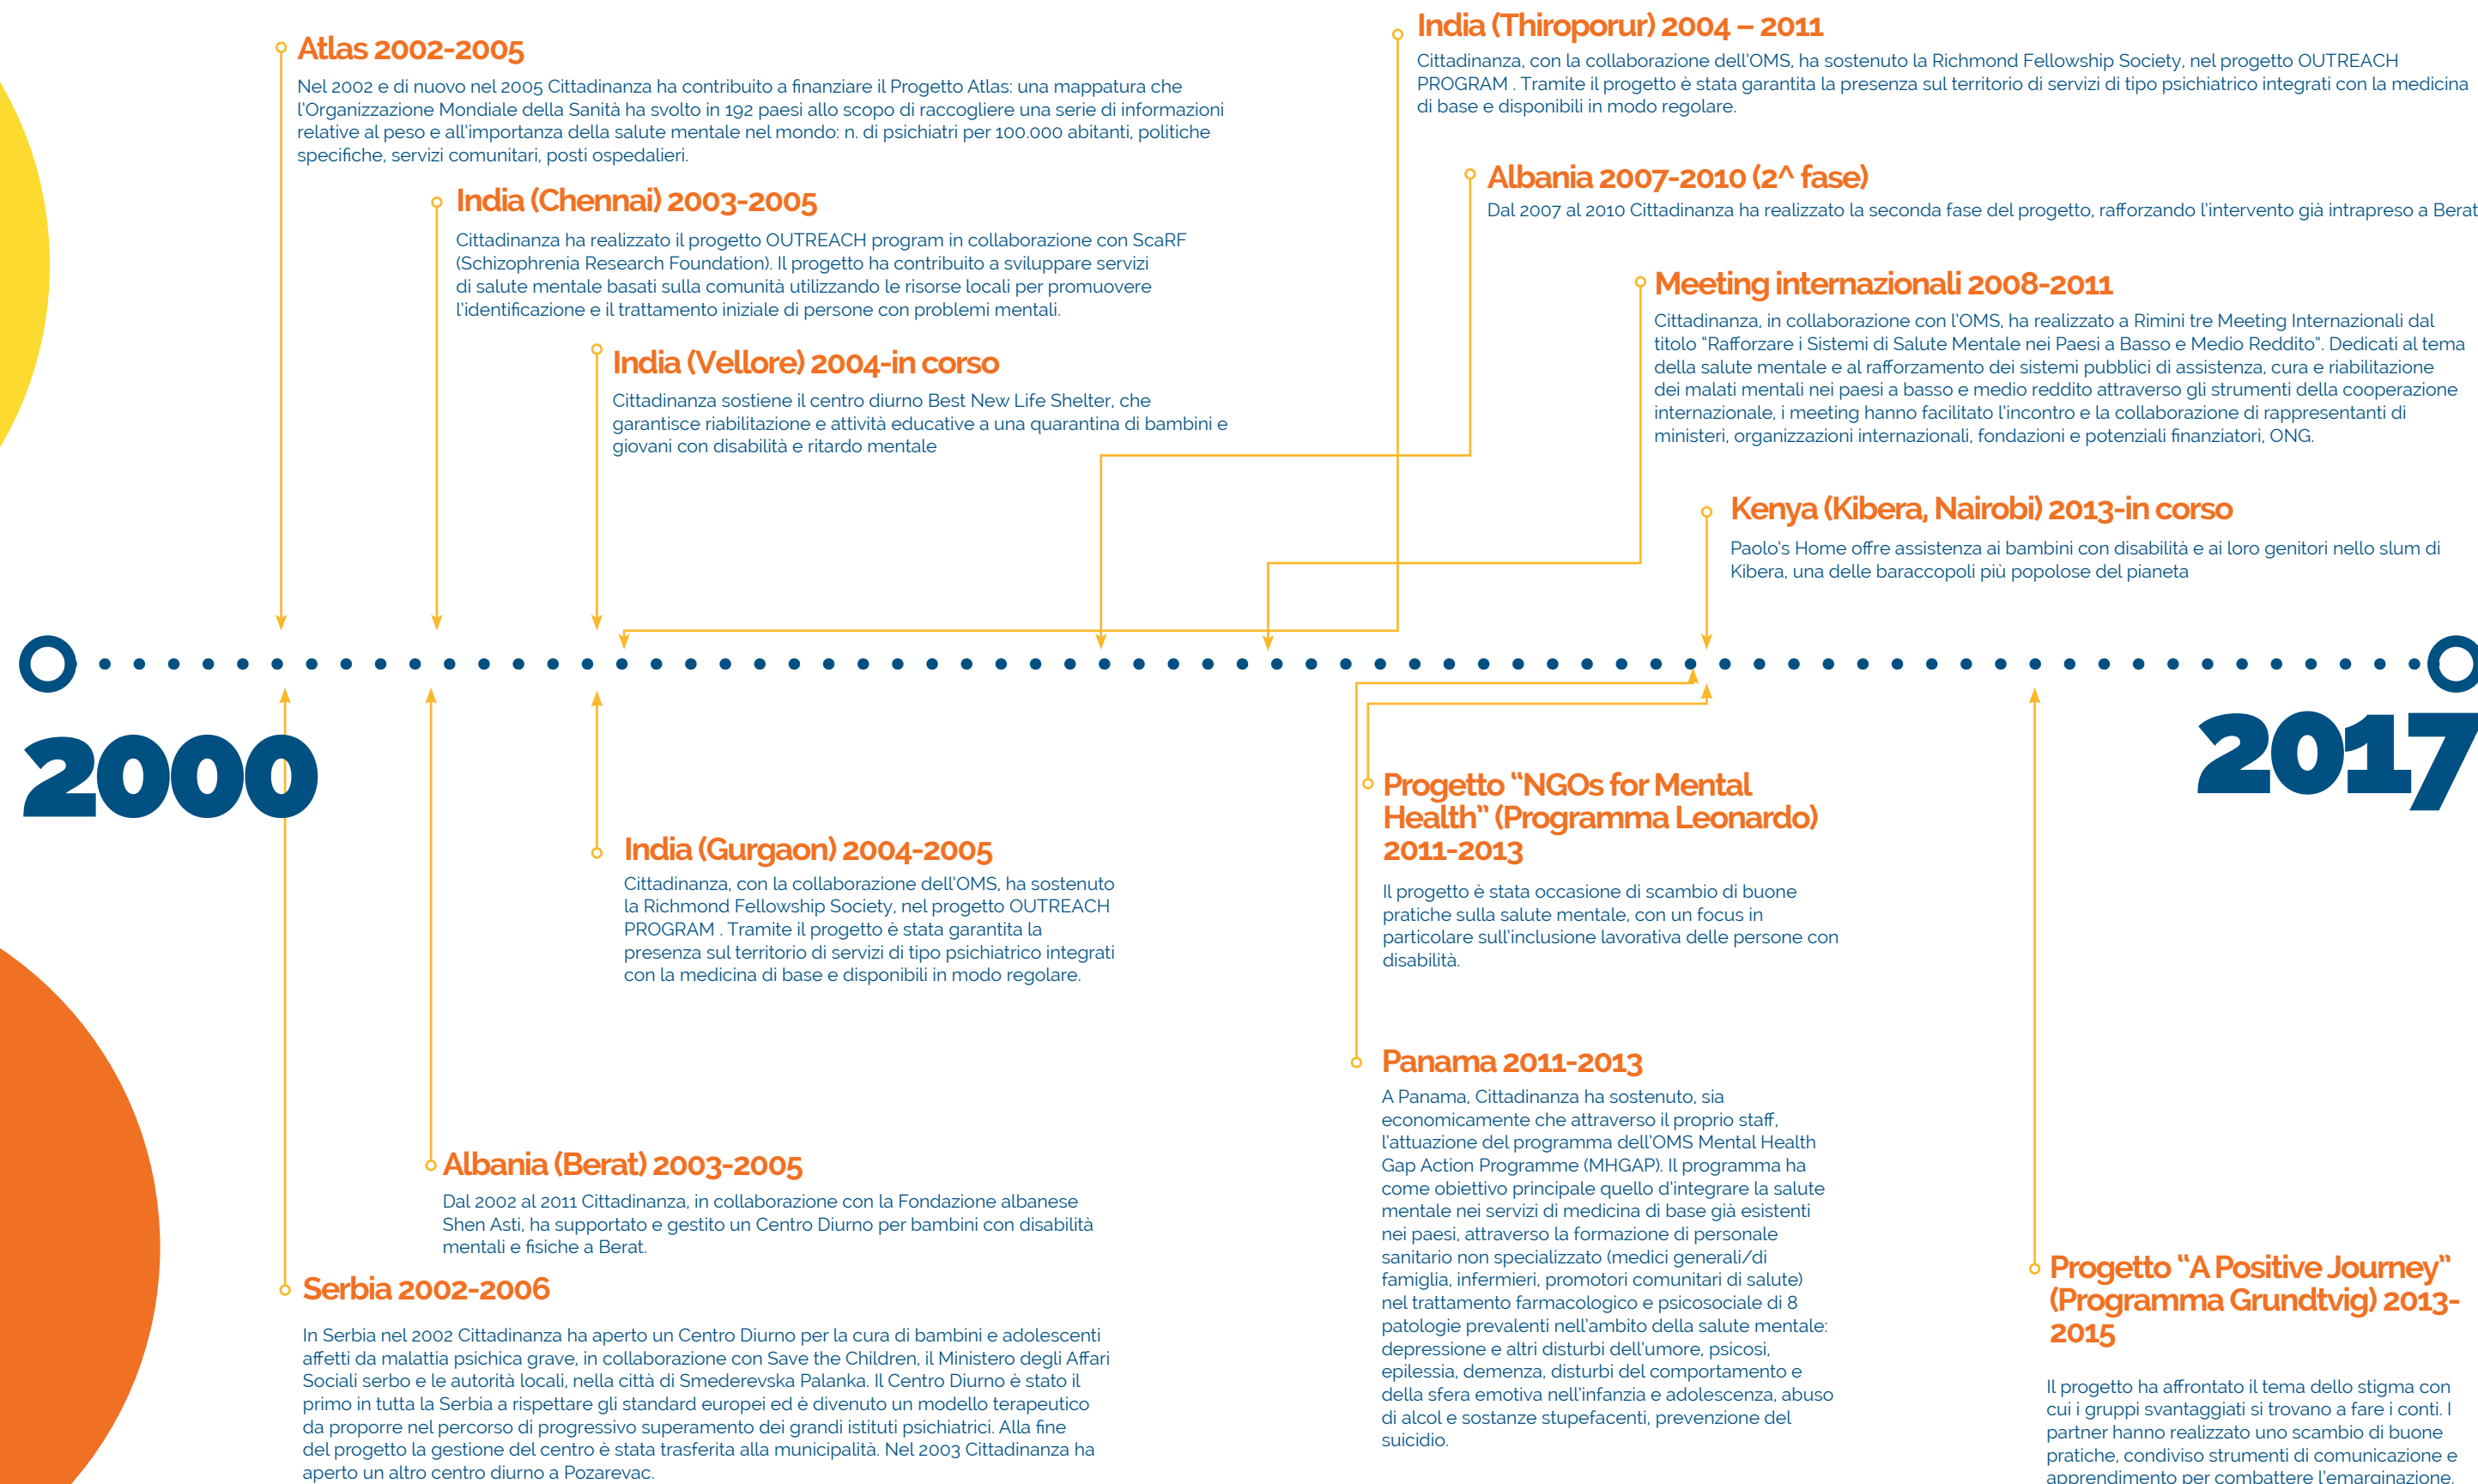 Atlas 2002-2005
Nel 2002 e di nuovo nel 2005 Cittadinanza ha contribuito a finanziare il Progetto Atlas: una mappatura che
l'Organizzazione Mondiale della Sanità ha svolto in 192 paesi allo scopo di raccogliere una serie di informazioni
relative al peso e all'importanza della salute mentale nel mondo: n. di psichiatri per 100.000 abitanti, politiche
specifiche, servizi comunitari, posti ospedalieri.
India (Chennai) 2003-2005
Cittadinanza ha realizzato il progetto OUTREACH program in collaborazione con ScaRF
(Schizophrenia Research Foundation). Il progetto ha contribuito a sviluppare servizi
di salute mentale basati sulla comunità utilizzando le risorse locali per promuovere
l'identificazione e il trattamento iniziale di persone con problemi mentali.
India (Vellore) 2004-in corso
Cittadinanza sostiene il centro diurno Best New Life Shelter, che
garantisce riabilitazione e attività educative a una quarantina di bambini e
giovani con disabilità e ritardo mentale
India (Thiroporur) 2004 – 2011
Cittadinanza, con la collaborazione dell'OMS, ha sostenuto la Richmond Fellowship Society, nel progetto OUTREACH
PROGRAM . Tramite il progetto è stata garantita la presenza sul territorio di servizi di tipo psichiatrico integrati con la medicina
di base e disponibili in modo regolare.
Albania 2007-2010 (2^ fase)
Dal 2007 al 2010 Cittadinanza ha realizzato la seconda fase del progetto, rafforzando l'intervento già intrapreso a Berat
Meeting internazionali 2008-2011
Cittadinanza, in collaborazione con l'OMS, ha realizzato a Rimini tre Meeting Internazionali dal
titolo "Rafforzare i Sistemi di Salute Mentale nei Paesi a Basso e Medio Reddito". Dedicati al tema
della salute mentale e al rafforzamento dei sistemi pubblici di assistenza, cura e riabilitazione
dei malati mentali nei paesi a basso e medio reddito attraverso gli strumenti della cooperazione
internazionale, i meeting hanno facilitato l'incontro e la collaborazione di rappresentanti di
ministeri, organizzazioni internazionali, fondazioni e potenziali finanziatori, ONG.
Kenya (Kibera, Nairobi) 2013-in corso
Paolo's Home offre assistenza ai bambini con disabilità e ai loro genitori nello slum di
Kibera, una delle baraccopoli più popolose del pianeta
2000
2017
India (Gurgaon) 2004-2005
Cittadinanza, con la collaborazione dell'OMS, ha sostenuto
la Richmond Fellowship Society, nel progetto OUTREACH
PROGRAM . Tramite il progetto è stata garantita la
presenza sul territorio di servizi di tipo psichiatrico integrati
con la medicina di base e disponibili in modo regolare.
Albania (Berat) 2003-2005
Dal 2002 al 2011 Cittadinanza, in collaborazione con la Fondazione albanese
Shen Asti, ha supportato e gestito un Centro Diurno per bambini con disabilità
mentali e fisiche a Berat.
Serbia 2002-2006
In Serbia nel 2002 Cittadinanza ha aperto un Centro Diurno per la cura di bambini e adolescenti
affetti da malattia psichica grave, in collaborazione con Save the Children, il Ministero degli Affari
Sociali serbo e le autorità locali, nella città di Smederevska Palanka. Il Centro Diurno è stato il
primo in tutta la Serbia a rispettare gli standard europei ed è divenuto un modello terapeutico
da proporre nel percorso di progressivo superamento dei grandi istituti psichiatrici. Alla fine
del progetto la gestione del centro è stata trasferita alla municipalità. Nel 2003 Cittadinanza ha
aperto un altro centro diurno a Pozarevac.
Progetto "NGOs for Mental
Health" (Programma Leonardo)
2011-2013
Il progetto è stata occasione di scambio di buone
pratiche sulla salute mentale, con un focus in
particolare sull'inclusione lavorativa delle persone con
disabilità.
Panama 2011-2013
A Panama, Cittadinanza ha sostenuto, sia
economicamente che attraverso il proprio staff,
l'attuazione del programma dell'OMS Mental Health
Gap Action Programme (MHGAP). Il programma ha
come obiettivo principale quello d'integrare la salute
mentale nei servizi di medicina di base già esistenti
nei paesi, attraverso la formazione di personale
sanitario non specializzato (medici generali/di
famiglia, infermieri, promotori comunitari di salute)
nel trattamento farmacologico e psicosociale di 8
patologie prevalenti nell'ambito della salute mentale:
depressione e altri disturbi dell'umore, psicosi,
epilessia, demenza, disturbi del comportamento e
della sfera emotiva nell'infanzia e adolescenza, abuso
di alcol e sostanze stupefacenti, prevenzione del
suicidio.
Progetto "A Positive Journey"
(Programma Grundtvig) 2013-
2015
Il progetto ha affrontato il tema dello stigma con
cui i gruppi svantaggiati si trovano a fare i conti. I
partner hanno realizzato uno scambio di buone
pratiche, condiviso strumenti di comunicazione e
apprendimento per combattere l'emarginazione.